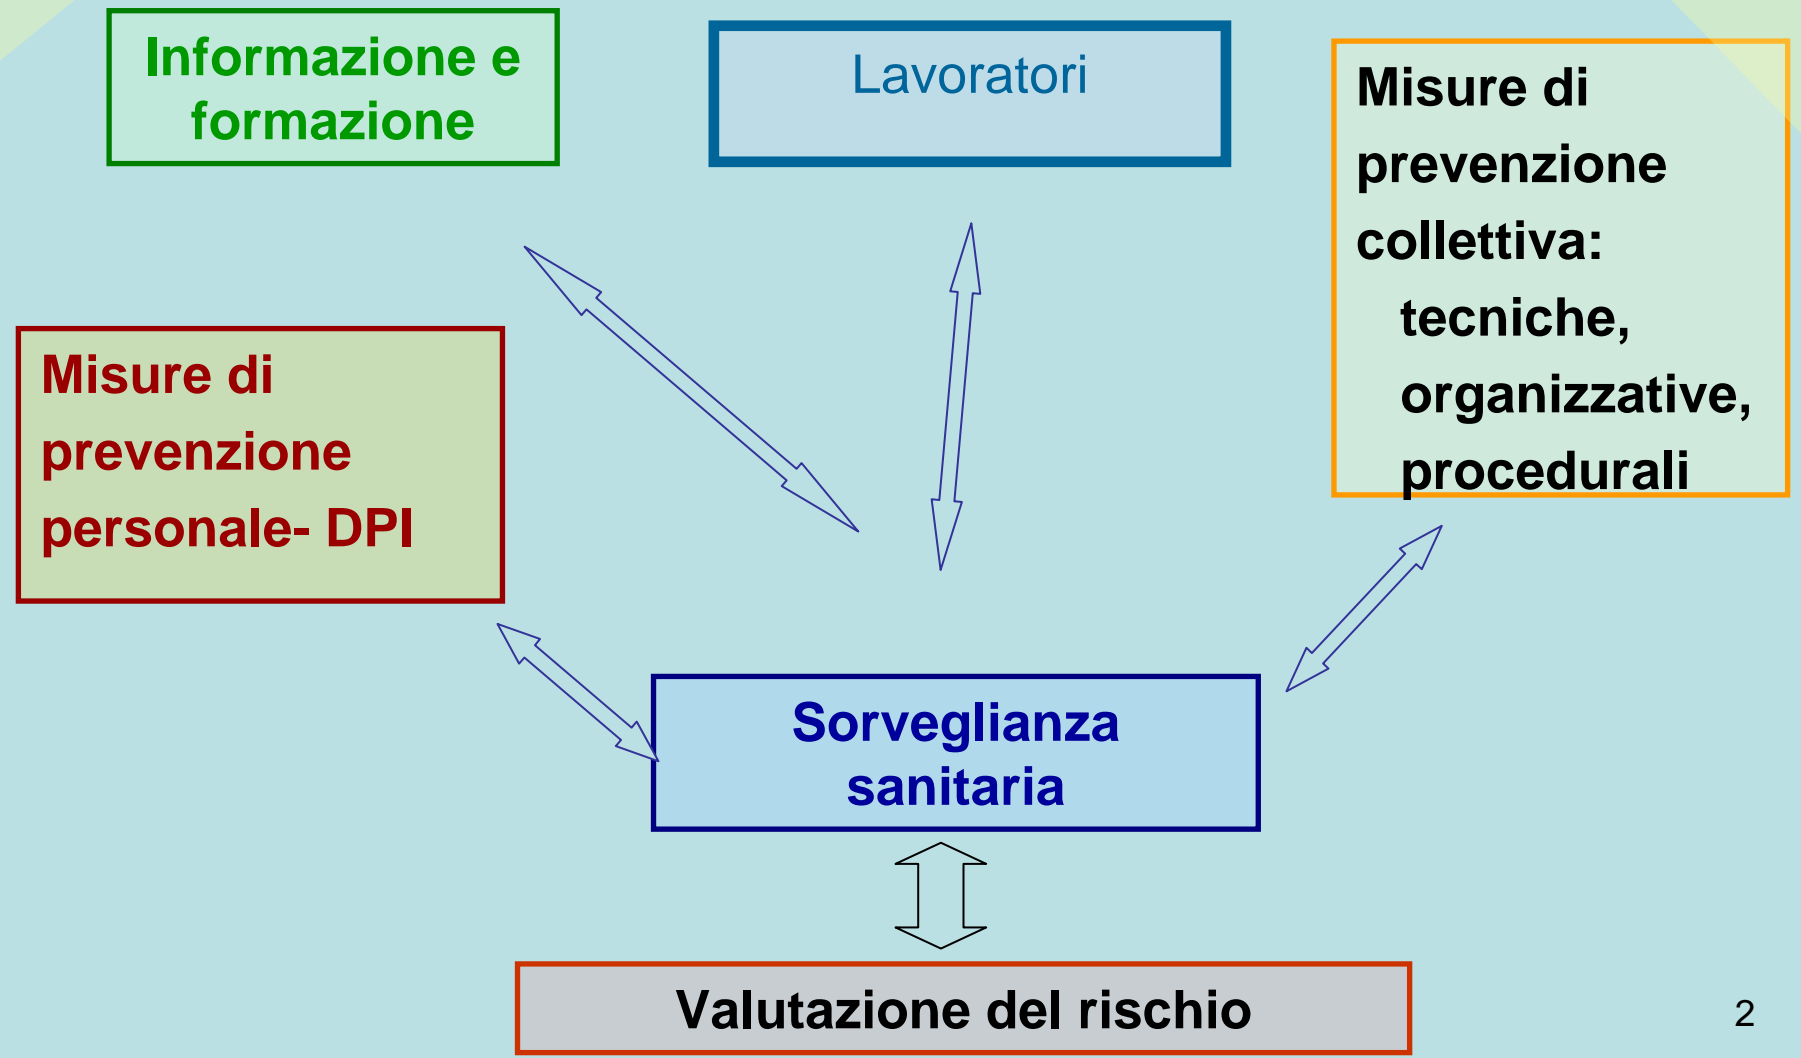 Informazione e
formazione
Lavoratori
Misure di
prevenzione
collettiva:
tecniche,
organizzative,
procedurali
Misure di
prevenzione
personale- DPI
Sorveglianza
sanitaria
Valutazione del rischio
2